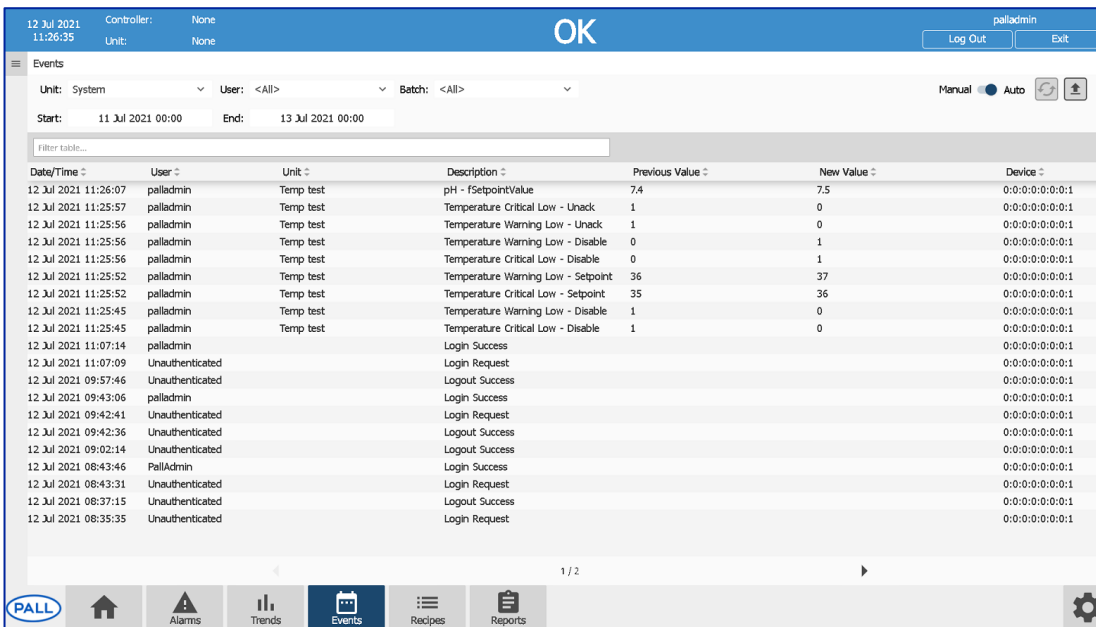 12 Jul 2021 Controller: None OK palladmin
11:26:35 Unit: None Log Out Exit
Events
Unit: System User: <All> Batch: <All> Manual Auto
Start: 11 Jul 2021 00:00 End: 13 Jul 2021 00:00
Filter table...
Date/Time User Unit Description Previous Value New Value Device
12 Jul 2021 11:26:07 palladmin Temp test pH - fSetpointValue 7.4 7.5 0:0:0:0:0:0:0:1
12 Jul 2021 11:25:57 palladmin Temp test Temperature Critical Low - Unack 1 0 0:0:0:0:0:0:0:1
12 Jul 2021 11:25:56 palladmin Temp test Temperature Warning Low - Unack 1 0 0:0:0:0:0:0:0:1
12 Jul 2021 11:25:56 palladmin Temp test Temperature Warning Low - Disable 0 1 0:0:0:0:0:0:0:1
12 Jul 2021 11:25:56 palladmin Temp test Temperature Critical Low - Disable 0 1 0:0:0:0:0:0:0:1
12 Jul 2021 11:25:52 palladmin Temp test Temperature Warning Low - Setpoint 36 37 0:0:0:0:0:0:0:1
12 Jul 2021 11:25:52 palladmin Temp test Temperature Critical Low - Setpoint 35 36 0:0:0:0:0:0:0:1
12 Jul 2021 11:25:45 palladmin Temp test Temperature Warning Low - Disable 1 0 0:0:0:0:0:0:0:1
12 Jul 2021 11:25:45 palladmin Temp test Temperature Critical Low - Disable 1 0 0:0:0:0:0:0:0:1
12 Jul 2021 11:07:14 palladmin Login Success 0:0:0:0:0:0:0:1
12 Jul 2021 11:07:09 Unauthenticated Login Request 0:0:0:0:0:0:0:1
12 Jul 2021 09:57:46 Unauthenticated Logout Success 0:0:0:0:0:0:0:1
12 Jul 2021 09:43:06 palladmin Login Success 0:0:0:0:0:0:0:1
12 Jul 2021 09:42:41 Unauthenticated Login Request 0:0:0:0:0:0:0:1
12 Jul 2021 09:42:36 Unauthenticated Logout Success 0:0:0:0:0:0:0:1
12 Jul 2021 09:02:14 Unauthenticated Logout Success 0:0:0:0:0:0:0:1
12 Jul 2021 08:43:46 PallAdmin Login Success 0:0:0:0:0:0:0:1
12 Jul 2021 08:43:31 Unauthenticated Login Request 0:0:0:0:0:0:0:1
12 Jul 2021 08:37:15 Unauthenticated Logout Success 0:0:0:0:0:0:0:1
12 Jul 2021 08:35:35 Unauthenticated Login Request 0:0:0:0:0:0:0:1
1 / 2
PALL Alarms Trends Events Recipes Reports